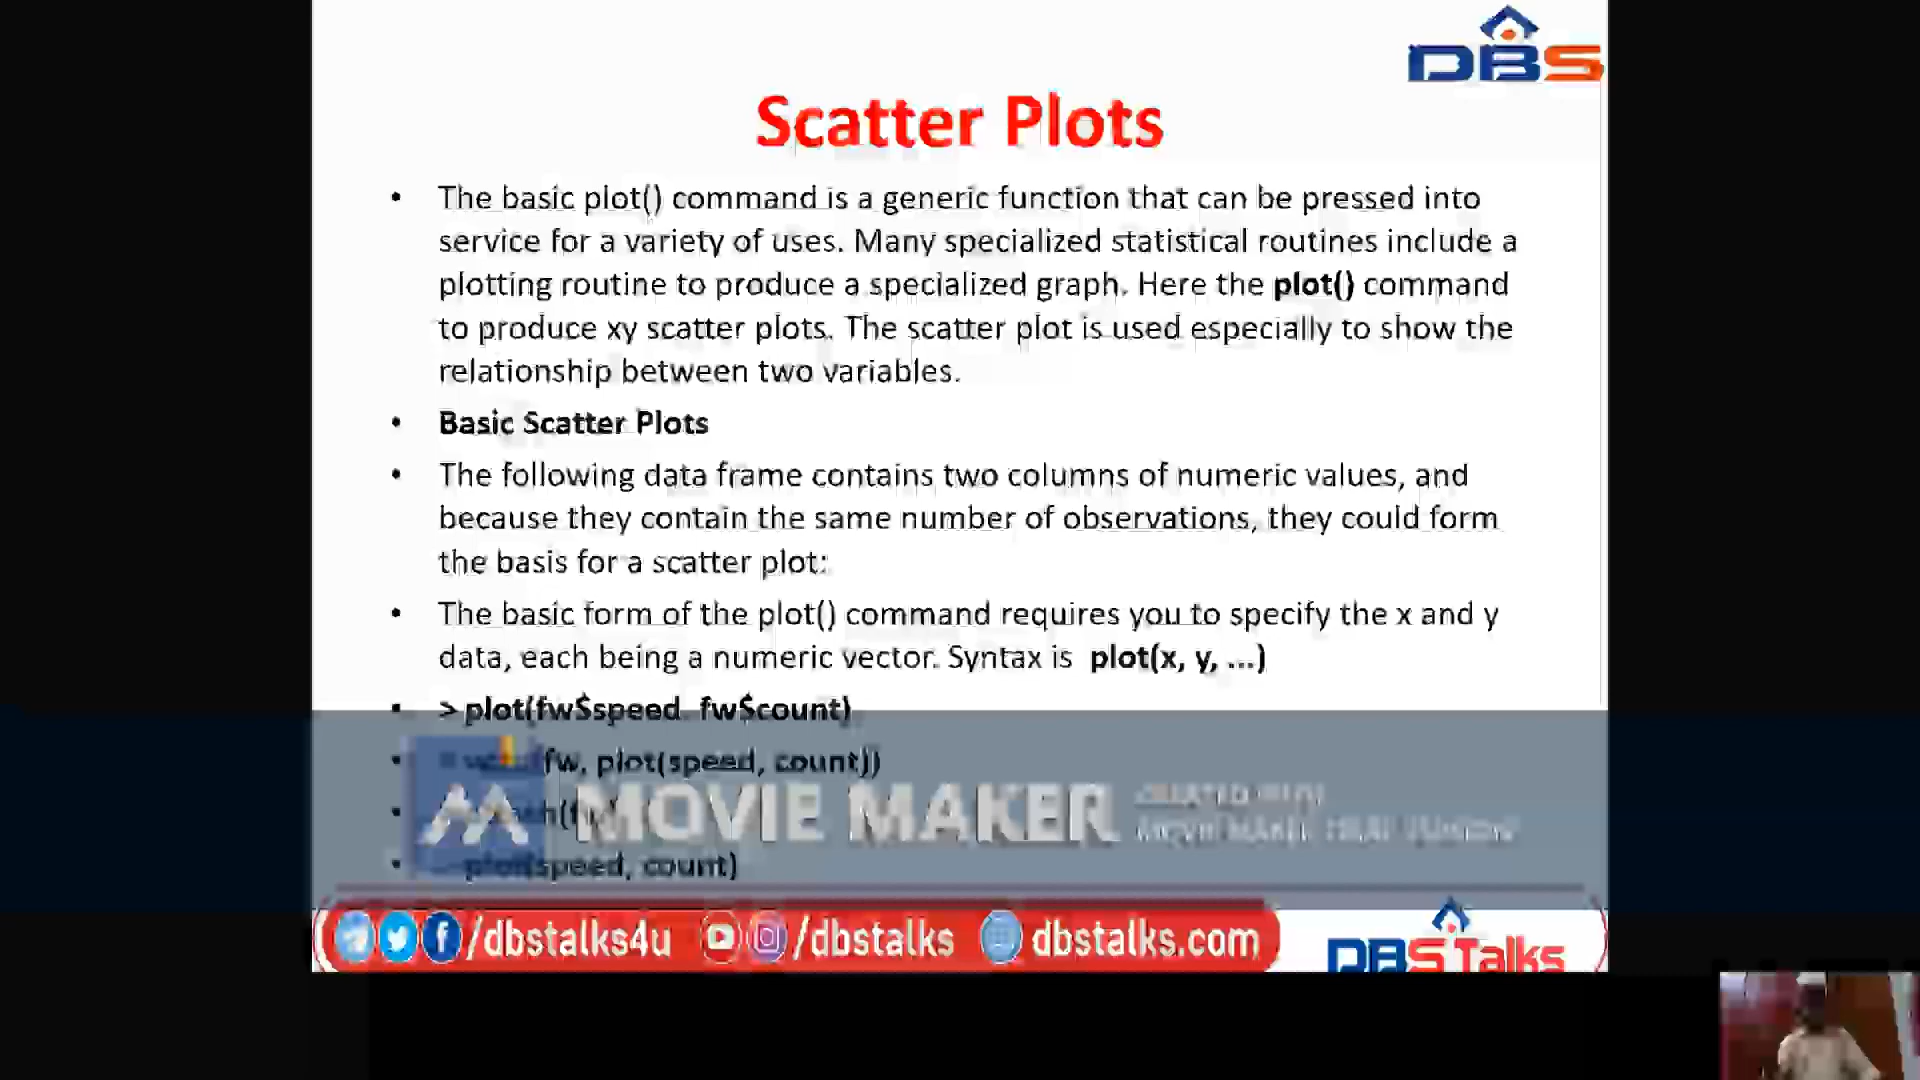 DBS
Scatter Plots
• The basic plot() command is a generic function that can be pressed into
service for a variety of uses. Many specialized statistical routines include a
plotting routine to produce a specialized graph. Here the plot() command
to produce xy scatter plots. The scatter plot is used especially to show the
relationship between two variables.
• Basic Scatter Plots
• The following data frame contains two columns of numeric values, and
because they contain the same number of observations, they could form
the basis for a scatter plot:
• The basic form of the plot() command requires you to specify the x and y
data, each being a numeric vector. Syntax is plot(x, y, ...)
• > plot(fw$speed, fw$count)
• (fw, plot(speed, count))
MOVIE MAKER
• plot(speed, count)
/dbstalks4u /dbstalks dbstalks.com
DBS Talks